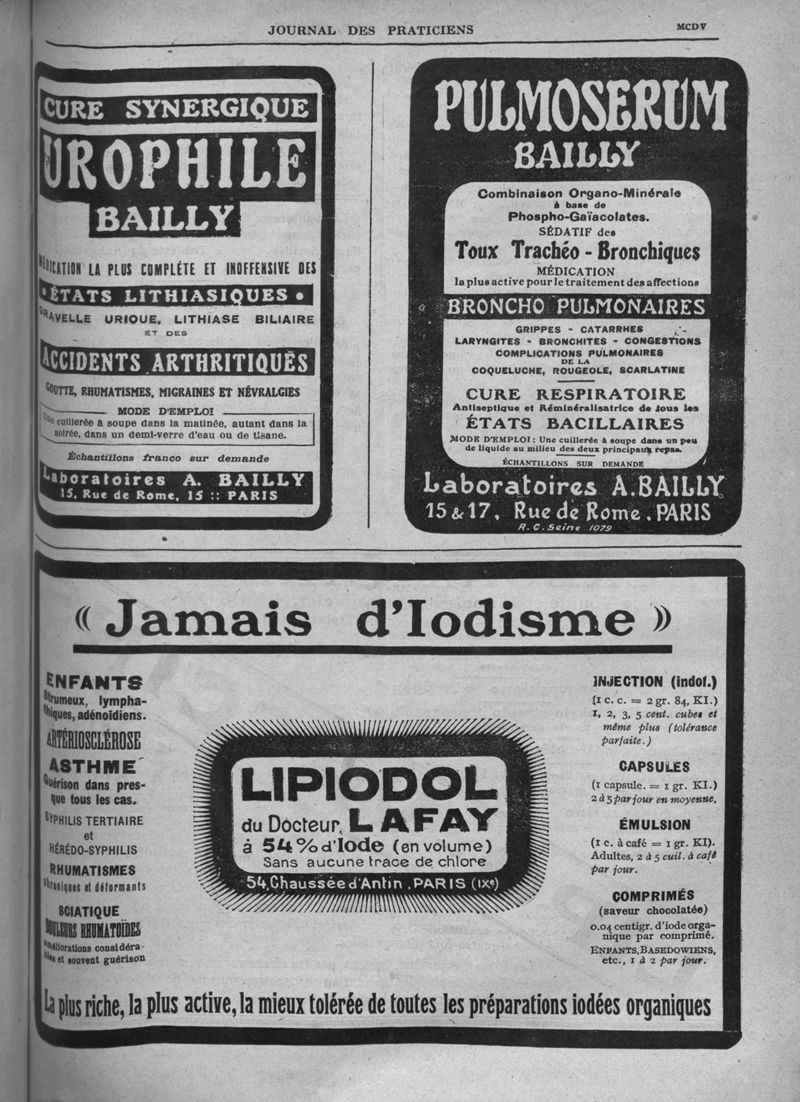 JOURNAL DES PRATICIENS
MCDV
CURE SYNERGIQUE
UROPHILE
BAILLY
MÉDICATION LA PLUS COMPLÉTE ET INOFFENSIVE DES
• ÉTATS LITHIASIQUES •
GRAVELLE URIQUE, LITHIASE BILIAIRE
ET DES
ACCIDENTS ARTHRITIQUES
GOUTTE, RHUMATISMES, MIGRAINES ET NÉVRALGIES
MODE D'EMPLOI
Une cuillerée à soupe dans la matinée, autant dans la
soirée, dans un demi-verre d'eau ou de tisane.
Échantillons franco sur demande
Laboratoires A. BAILLY
15, Rue de Rome, 15 :: PARIS
PULMOSERUM
BAILLY
Combinaison Organo-Minérale
à base de
Phospho-Gaïacolates.
SÉDATIF des
Toux Trachéo - Bronchiques
MÉDICATION
la plus active pour le traitement des affections
BRONCHO PULMONAIRES
GRIPPES - CATARRHES
LARYNGITES - BRONCHITES - CONGESTIONS
COMPLICATIONS PULMONAIRES
DE LA
COQUELUCHE, ROUGEOLE, SCARLATINE
CURE RESPIRATOIRE
Antiseptique et Réminéralisatrice de tous les
ÉTATS BACILLAIRES
MODE D'EMPLOI : Une cuillerée à soupe dans un peu
de liquide au milieu des deux principaux repas.
ÉCHANTILLONS SUR DEMANDE
Laboratoires A. BAILLY
15 & 17, Rue de Rome . PARIS
R. C. Seine 1079
« Jamais d'Iodisme »
ENFANTS
Strumeux, lympha-
thiques, adénoïdiens.
ARTÉRIOSCLÉROSE
ASTHME
Guérison dans pres-
que tous les cas.
SYPHILIS TERTIAIRE
et
HÉRÉDO-SYPHILIS
RHUMATISMES
Chroniques et déformants
SCIATIQUE
DOULEURS RHUMATOÏDES
Améliorations considéra-
bles et souvent guérison
LIPIODOL
du Docteur LAFAY
à 54 % d'Iode (en volume)
Sans aucune trace de chlore
54, Chaussée d'Antin . PARIS (IXe)
INJECTION (indol.)
(1 c. c. = 2 gr. 84, KI.)
1, 2, 3, 5 cent. cubes et
même plus (tolérance
parfaite.)
CAPSULES
(1 capsule. = 1 gr. KI.)
2 à 5 par jour en moyenne.
ÉMULSION
(1 c. à café = 1 gr. KI).
Adultes, 2 à 5 cuil. à café
par jour.
COMPRIMÉS
(saveur chocolatée)
0.04 centigr. d'iode orga-
nique par comprimé.
ENFANTS, BASEDOWIENS,
etc., 1 à 2 par jour.
La plus riche, la plus active, la mieux tolérée de toutes les préparations iodées organiques